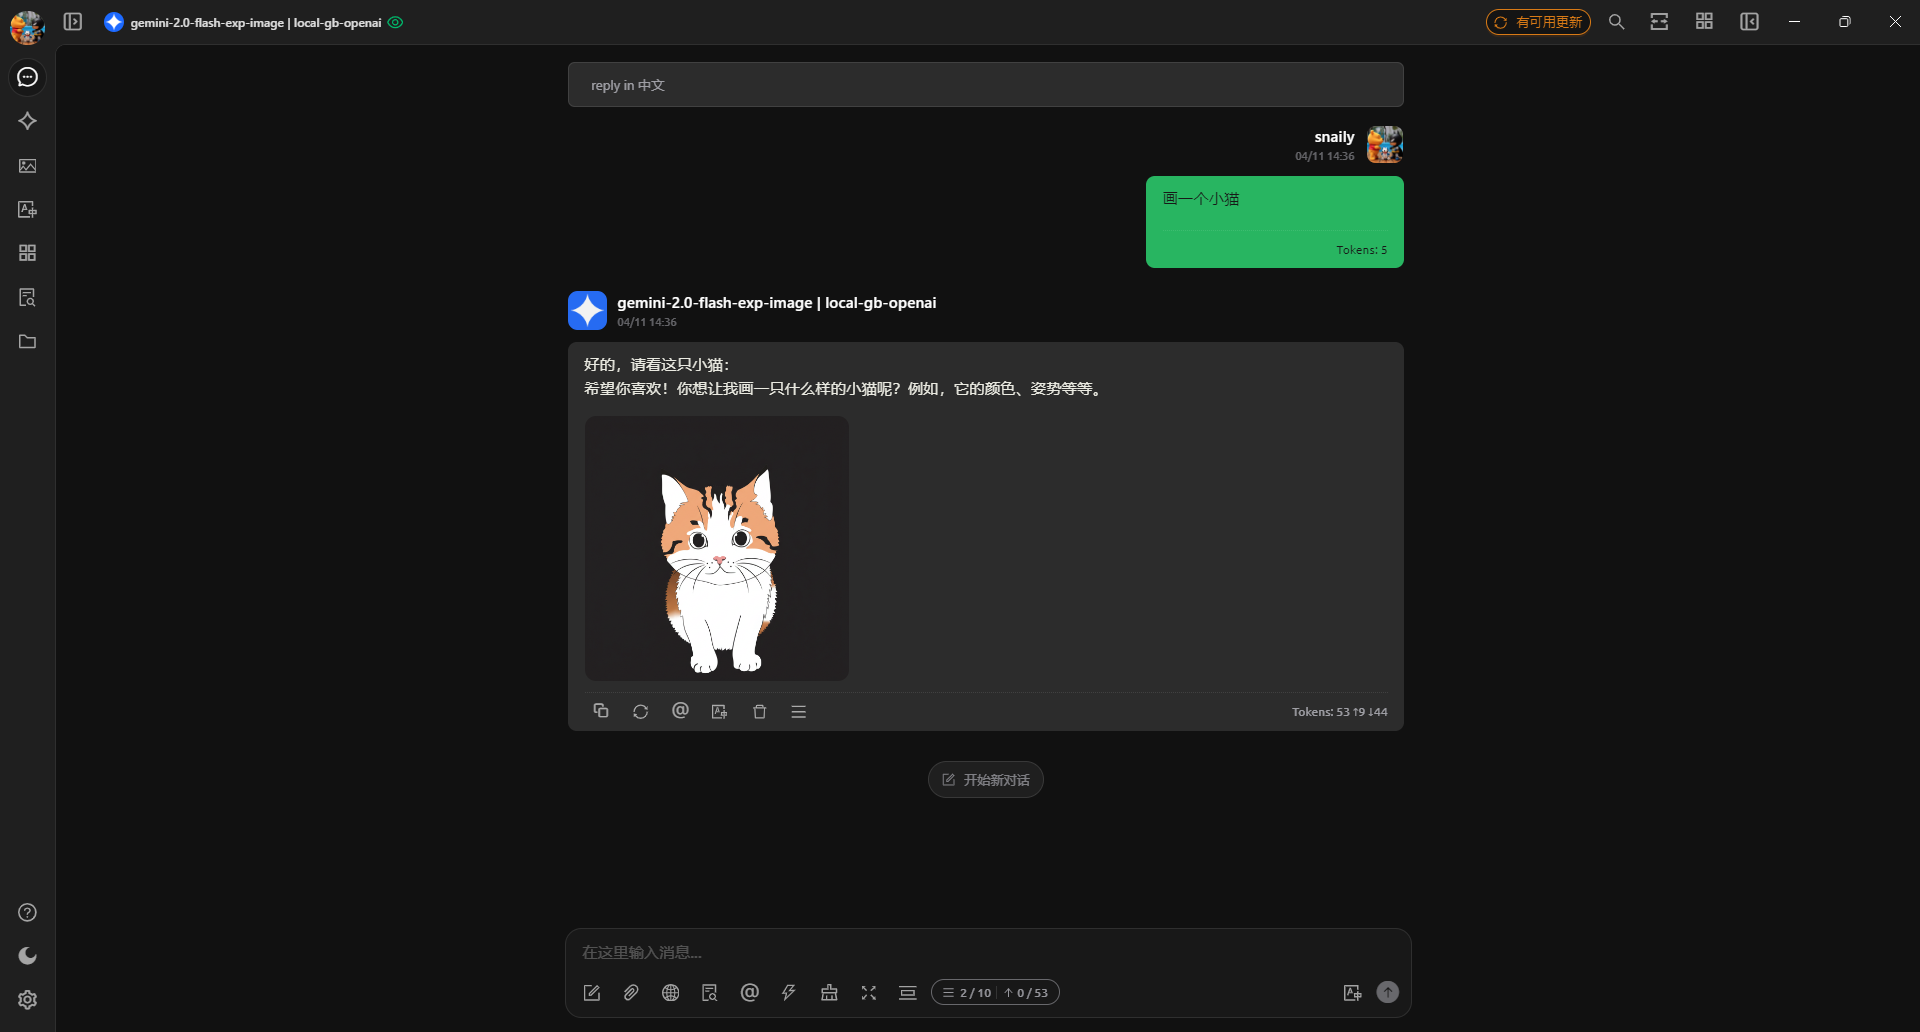 gemini-2.0-flash-exp-image | local-gb-openai
有可用更新
reply in 中文
snaily
04/11 14:36
画一个小猫
Tokens: 5
gemini-2.0-flash-exp-image | local-gb-openai
04/11 14:36
好的，请看这只小猫：
希望你喜欢！你想让我画一只什么样的小猫呢？例如，它的颜色、姿势等等。
Tokens: 53 ↑9 ↓44
开始新对话
在这里输入消息...
2 / 10 ↑ 0 / 53